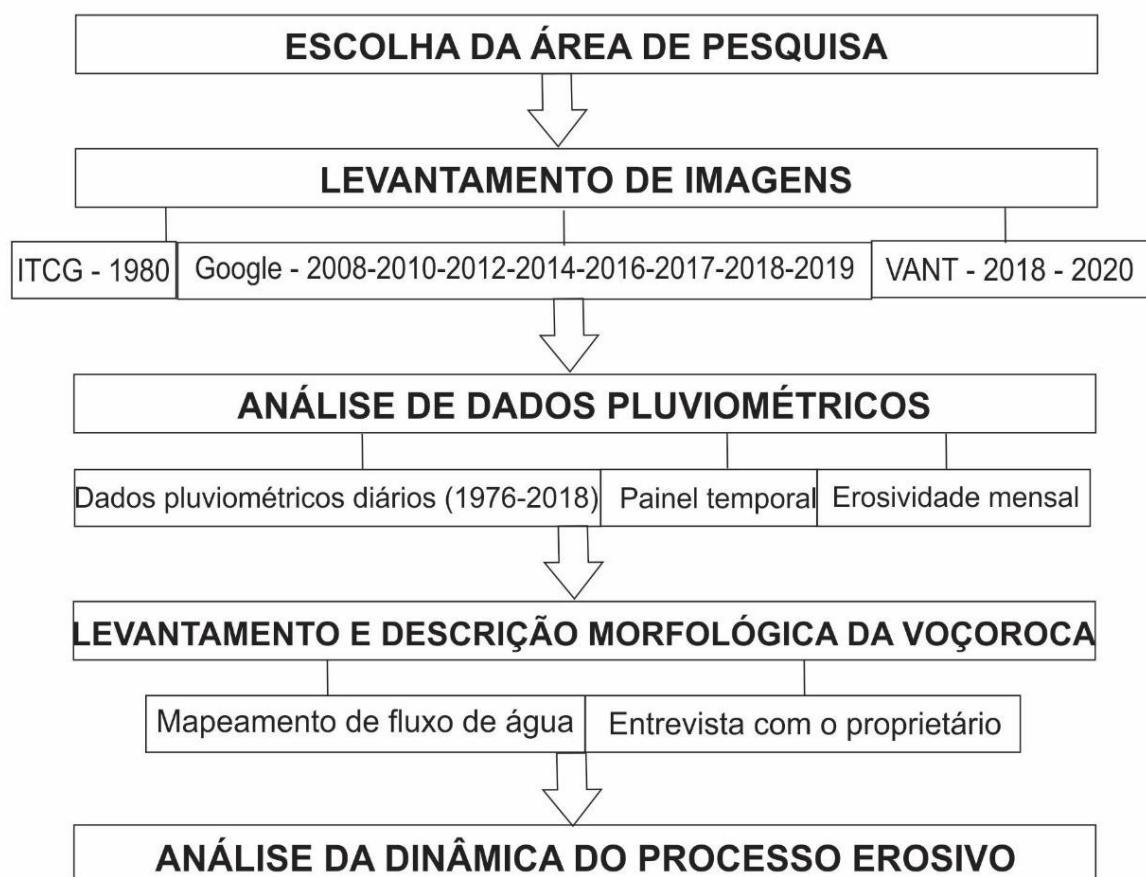 ESCOLHA DA ÁREA DE PESQUISA
LEVANTAMENTO DE IMAGENS
ITCG - 1980
Google - 2008-2010-2012-2014-2016-2017-2018-2019
VANT - 2018 - 2020
ANÁLISE DE DADOS PLUVIOMÉTRICOS
Dados pluviométricos diários (1976-2018)
Painel temporal
Erosividade mensal
LEVANTAMENTO E DESCRIÇÃO MORFOLÓGICA DA VOÇOROCA
Mapeamento de fluxo de água
Entrevista com o proprietário
ANÁLISE DA DINÂMICA DO PROCESSO EROSIVO